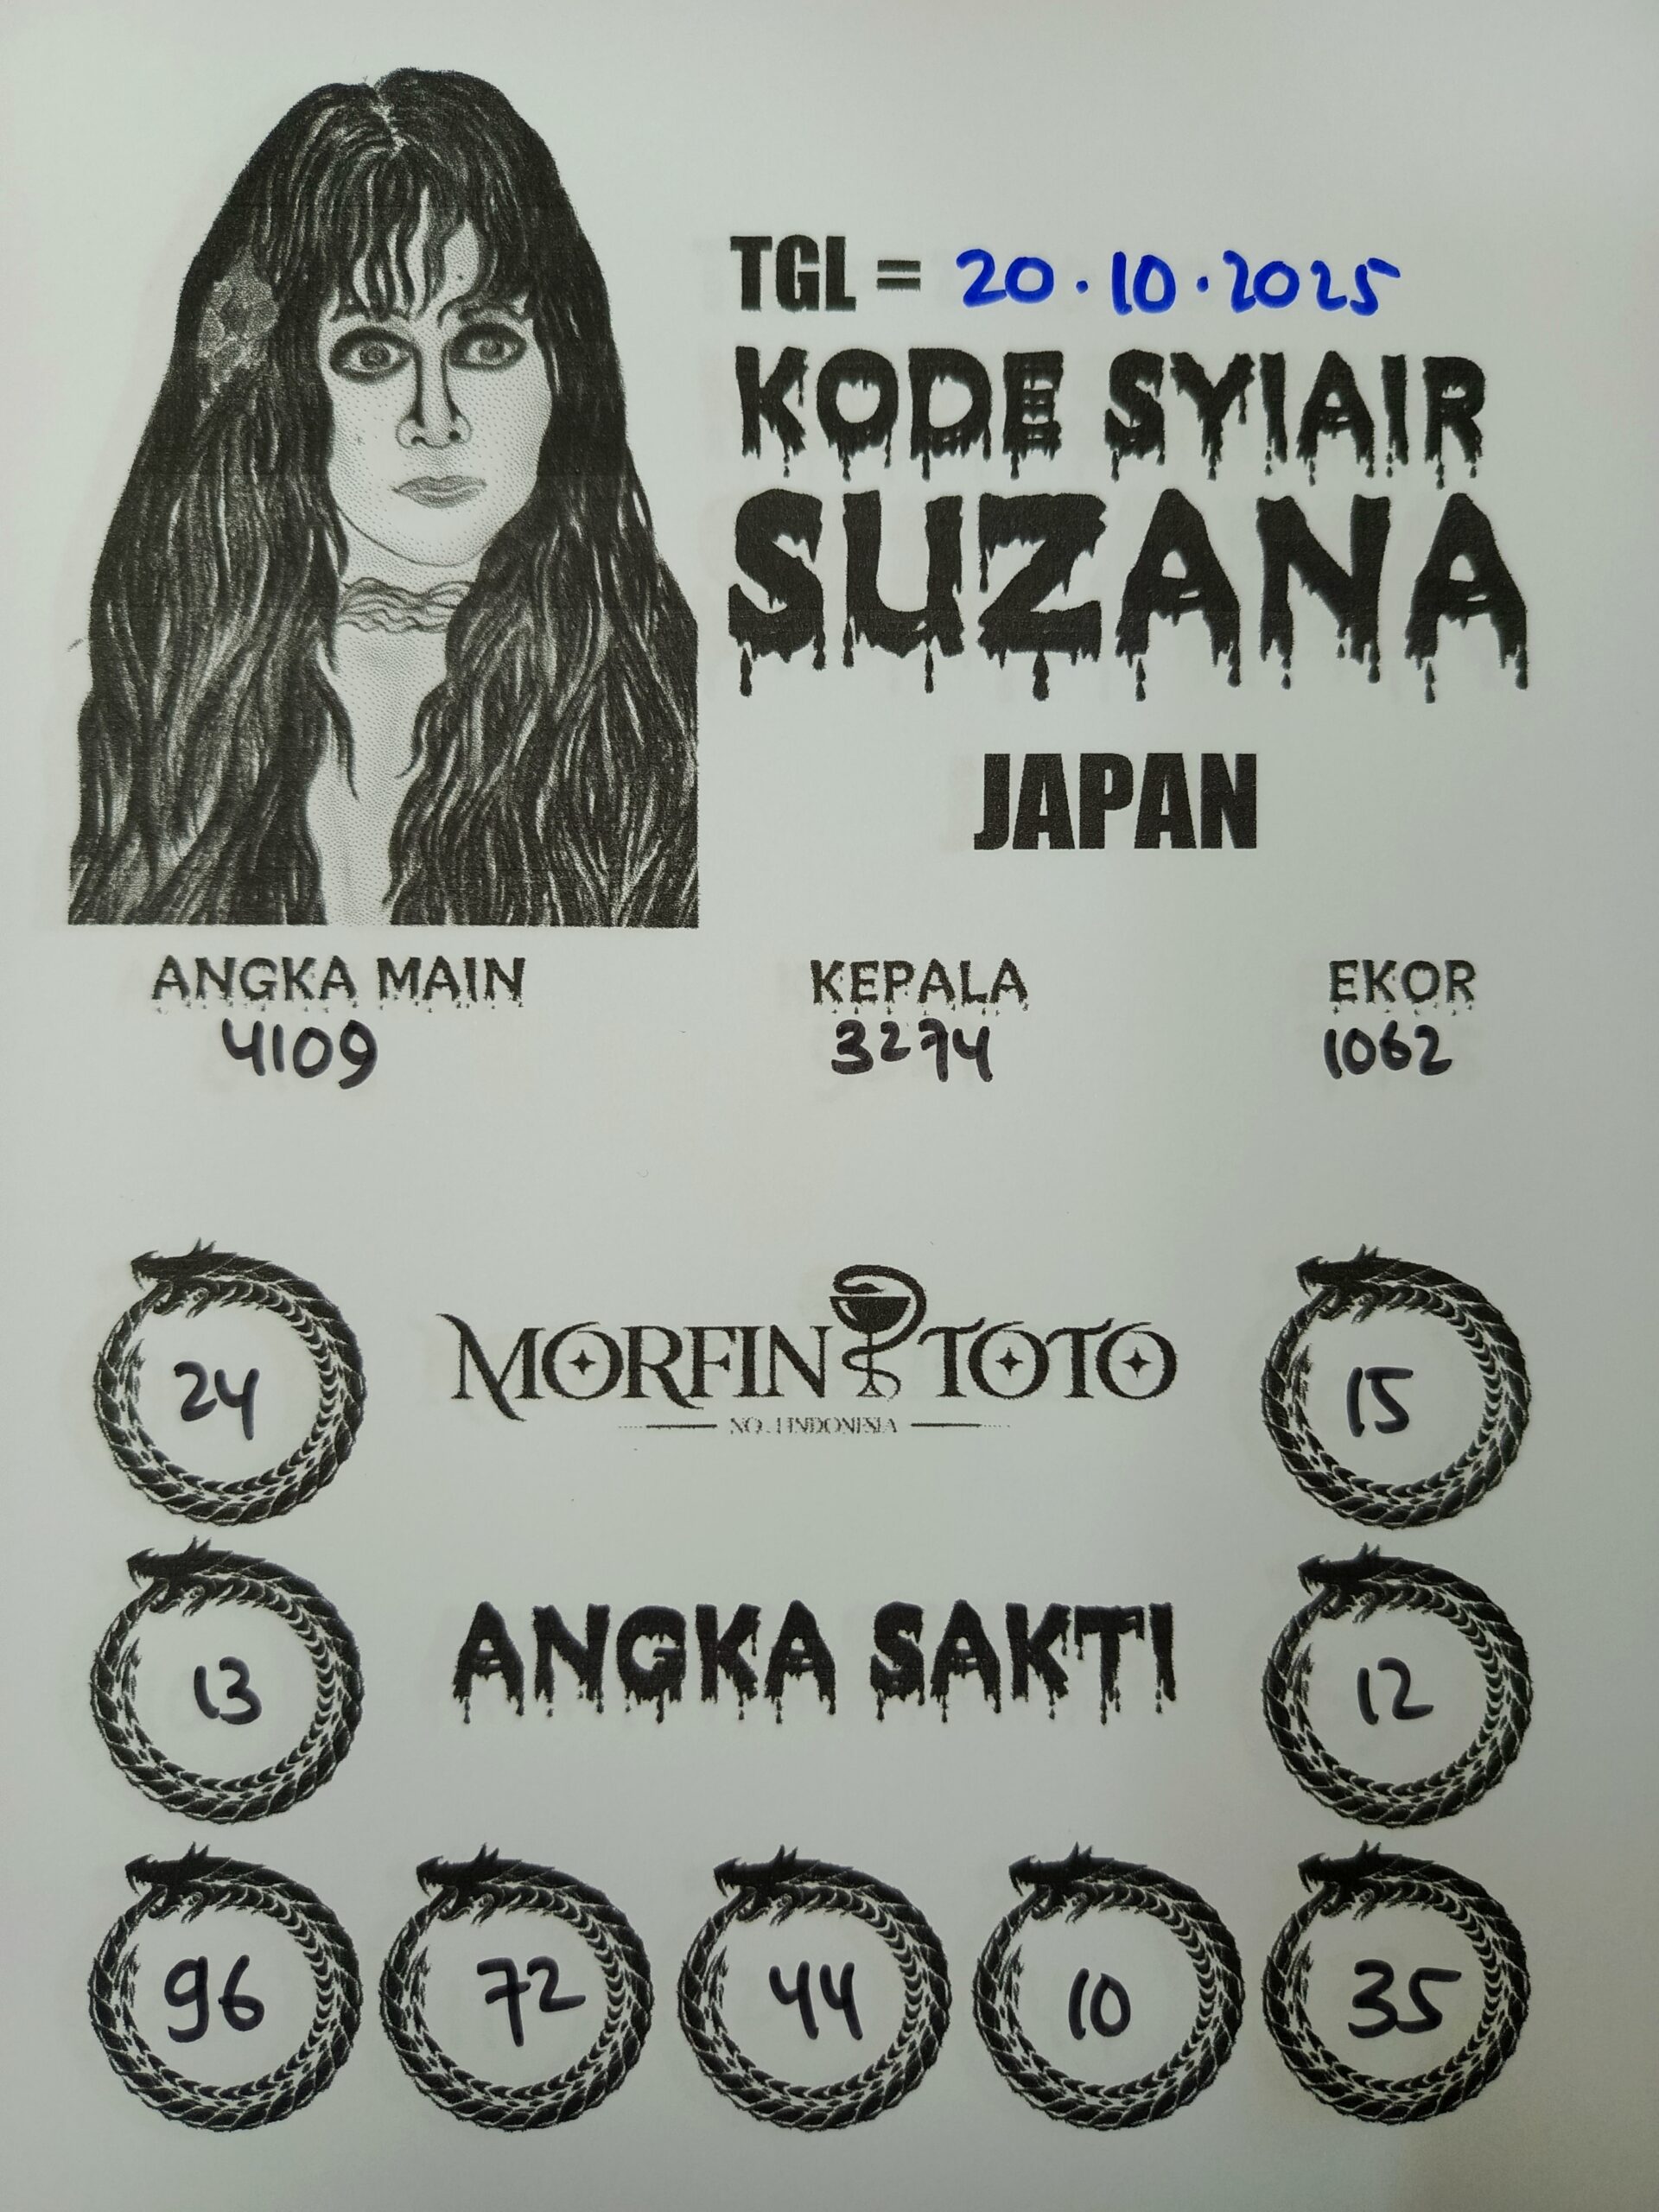 TGL = 20.10.2025
KODE SYIAIR
SUZANA
JAPAN
ANGKA MAIN KEPALA EKOR
4109 3274 1062
24 MORFIN TOTO 15
NO.1 INDONESIA
13 ANGKA SAKTI 12
96 72 44 10 35